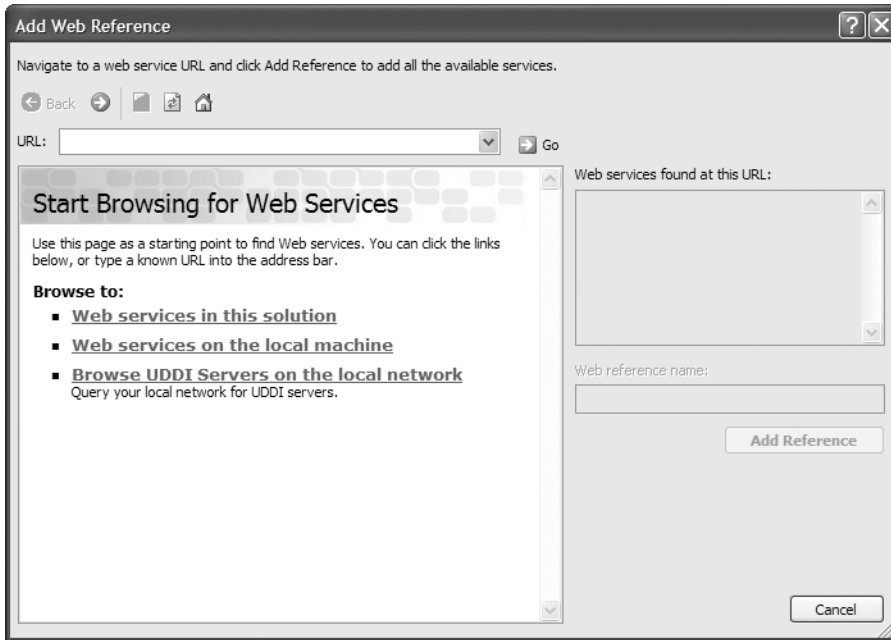 Add Web Reference
Navigate to a web service URL and click Add Reference to add all the available services.
Back
URL:
Go
Start Browsing for Web Services
Use this page as a starting point to find Web services. You can click the links
below, or type a known URL into the address bar.
Browse to:
Web services in this solution
Web services on the local machine
Browse UDDI Servers on the local network
Query your local network for UDDI servers.
Web services found at this URL:
Web reference name:
Add Reference
Cancel